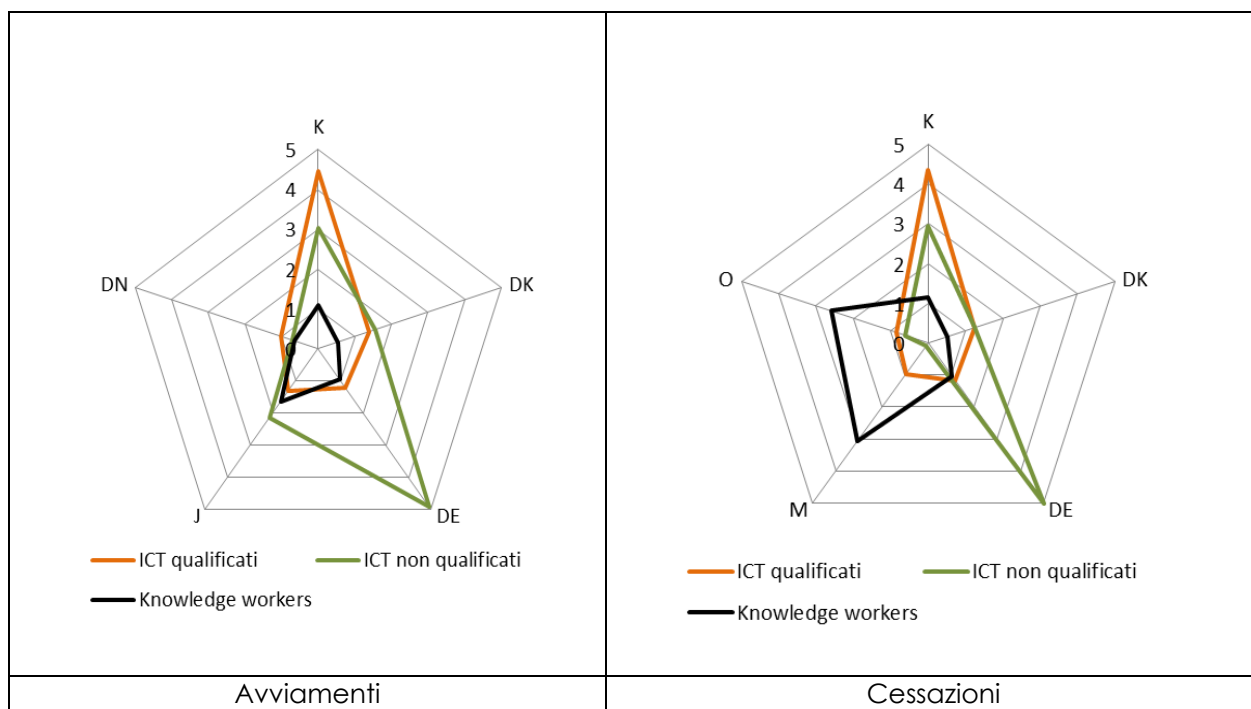 K
5
4
3
2
1
0
DN
DK
J
DE
ICT qualificati
ICT non qualificati
Knowledge workers
Avviamenti
K
5
4
3
2
1
0
O
DK
M
DE
ICT qualificati
ICT non qualificati
Knowledge workers
Cessazioni